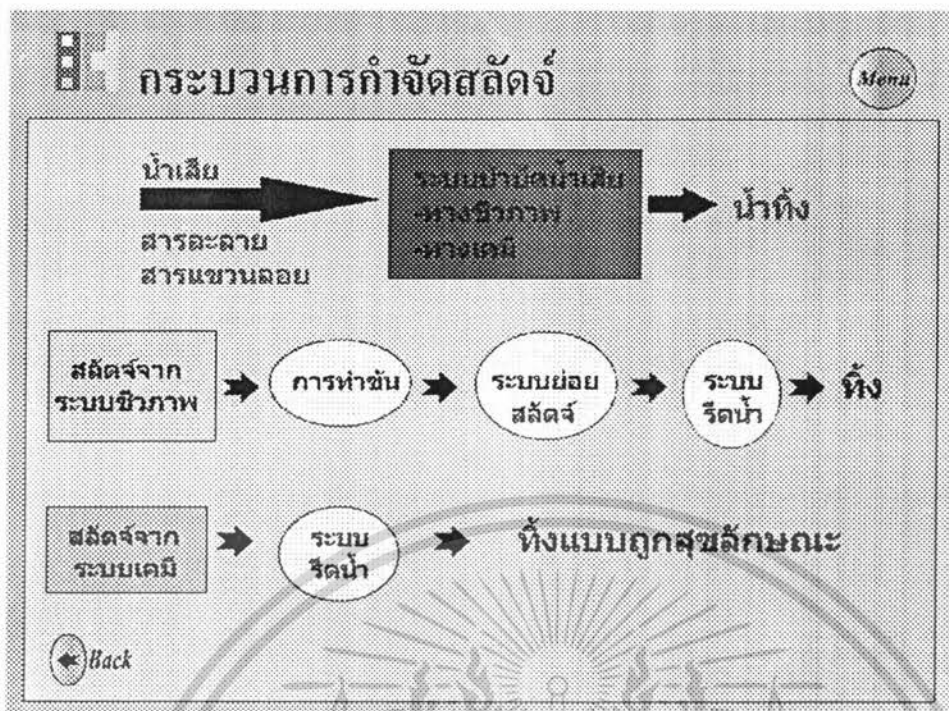 กระบวนการกำจัดสลัดจ์
Menu
น้ำเสีย
สารละลาย
สารแขวนลอย
ระบบบำบัดน้ำเสีย
-ทางชีวภาพ
-ทางเคมี
น้ำทิ้ง
สลัดจ์จาก
ระบบชีวภาพ
การทำข้น
ระบบย่อย
สลัดจ์
ระบบ
รีดน้ำ
ทิ้ง
สลัดจ์จาก
ระบบเคมี
ระบบ
รีดน้ำ
ทิ้งแบบถูกสุขลักษณะ
Back